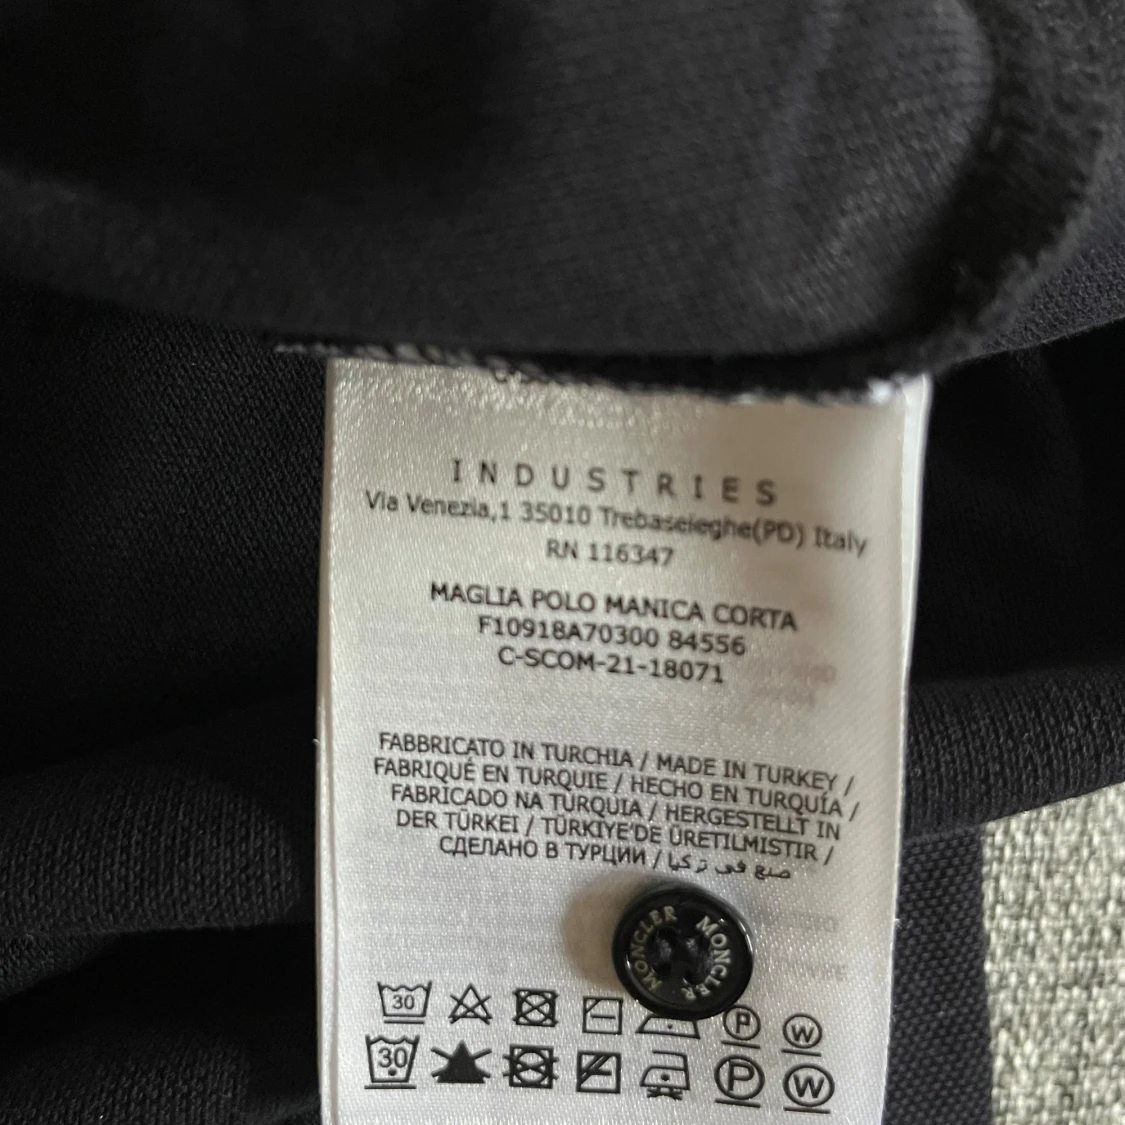 INDUSTRIES
Via Venezia,1 35010 Trebaseleghe(PD) Italy
RN 116347
MAGLIA POLO MANICA CORTA
F10918A70300 84556
C-SCOM-21-18071
FABBRICATO IN TURCHIA / MADE IN TURKEY /
FABRIQUÉ EN TURQUIE / HECHO EN TURQUÍA /
FABRICADO NA TURQUIA / HERGESTELLT IN
DER TÜRKEI / TÜRKIYE'DE ÜRETILMISTIR /
СДЕЛАНО В ТУРЦИИ / صنع في تركيا
MONCLER MONCLER
30 P W
30 P W